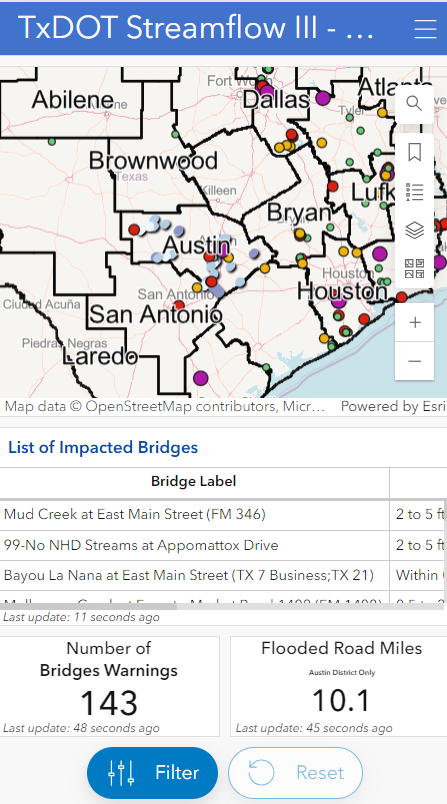 TxDOT Streamflow III - ...
Fort Wo
Abilene
Dallas
Atlanta
Tyler
Brownwood
Texas
Killeen
Lufk
Bryan
Austin
Houston
San Antonio
Houston
Ciudad Acuña
San Antonio
Piedras Negras
Laredo
Map data © OpenStreetMap contributors, Micr... Powered by Esri
List of Impacted Bridges
Bridge Label
Mud Creek at East Main Street (FM 346) 2 to 5 ft
99-No NHD Streams at Appomattox Drive 2 to 5 ft
Bayou La Nana at East Main Street (TX 7 Business;TX 21) Within
Last update: 11 seconds ago
Number of
Bridges Warnings
143
Last update: 48 seconds ago
Flooded Road Miles
Austin District Only
10.1
Last update: 45 seconds ago
Filter
Reset